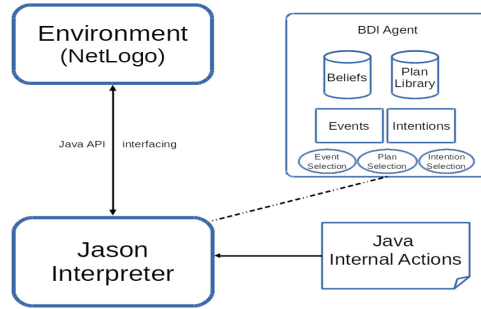 Environment
(NetLogo)
BDI Agent
Beliefs
Plan
Library
Events
Intentions
Event
Selection
Plan
Selection
Intention
Selection
Java API
interfacing
Jason
Interpreter
Java
Internal Actions